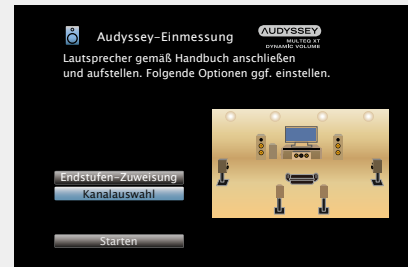 Audyssey-Einmessung
AUDYSSEY
MULTEQ XT
DYNAMIC VOLUME
Lautsprecher gemäß Handbuch anschließen
und aufstellen. Folgende Optionen ggf. einstellen.
Endstufen-Zuweisung
Kanalauswahl
Starten